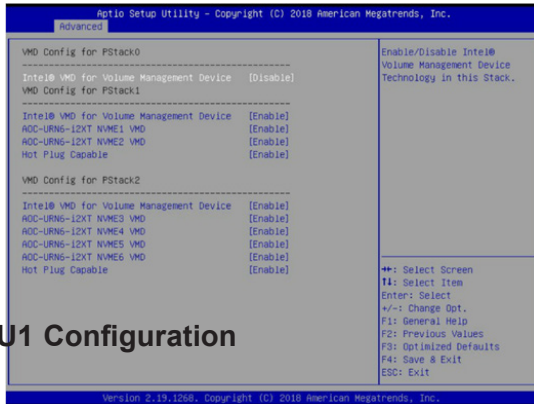 Aptio Setup Utility – Copyright (C) 2018 American Megatrends, Inc.
Advanced
VMD Config for PStack0
Intel® VMD for Volume Management Device [Disable]
VMD Config for PStack1
Intel® VMD for Volume Management Device [Enable]
AOC-URN6-i2XT NVME1 VMD [Enable]
AOC-URN6-i2XT NVME2 VMD [Enable]
Hot Plug Capable [Enable]
VMD Config for PStack2
Intel® VMD for Volume Management Device [Enable]
AOC-URN6-i2XT NVME3 VMD [Enable]
AOC-URN6-i2XT NVME4 VMD [Enable]
AOC-URN6-i2XT NVME5 VMD [Enable]
AOC-URN6-i2XT NVME6 VMD [Enable]
Hot Plug Capable [Enable]
Enable/Disable Intel®
Volume Management Device
Technology in this Stack.
→←: Select Screen
↑↓: Select Item
Enter: Select
+/-: Change Opt.
F1: General Help
F2: Previous Values
F3: Optimized Defaults
F4: Save & Exit
ESC: Exit
U1 Configuration
Version 2.19.1268. Copyright (C) 2018 American Megatrends, Inc.